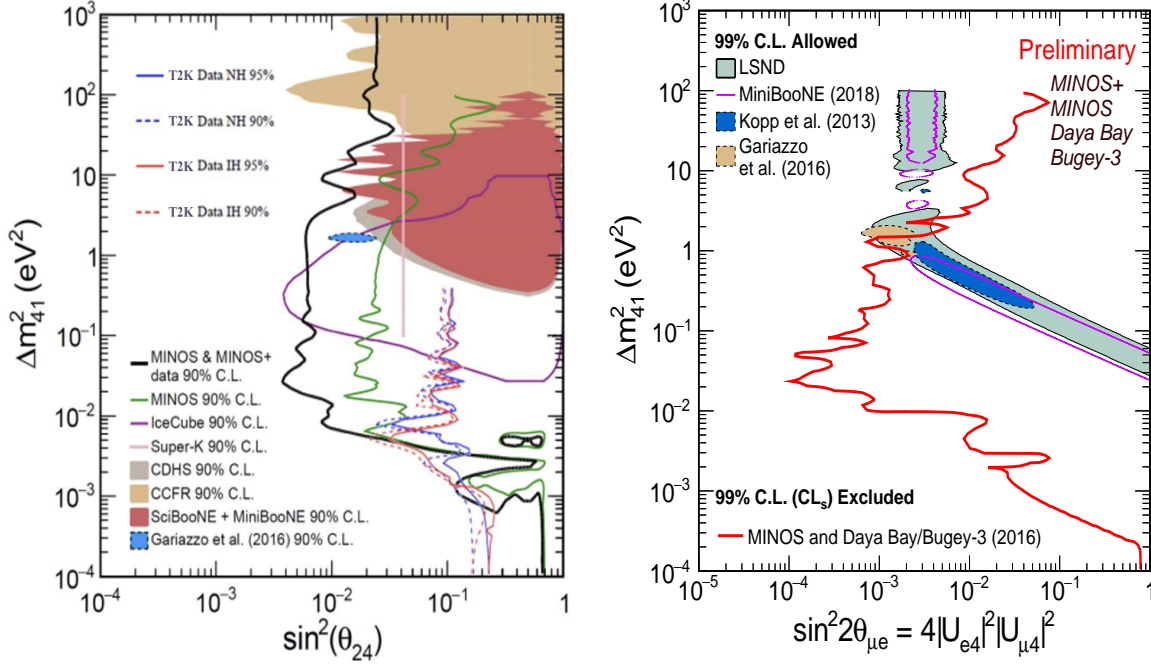 Δm²₄₁ (eV²)
10³
10²
10
1
10⁻¹
10⁻²
10⁻³
10⁻⁴
T2K Data NH 95%
T2K Data NH 90%
T2K Data IH 95%
T2K Data IH 90%
MINOS & MINOS+
data 90% C.L.
MINOS 90% C.L.
IceCube 90% C.L.
Super-K 90% C.L.
CDHS 90% C.L.
CCFR 90% C.L.
SciBooNE + MiniBooNE 90% C.L.
Gariazzo et al. (2016) 90% C.L.
10⁻⁴ 10⁻³ 10⁻² 10⁻¹ 1
sin²(θ₂₄)
Δm²₄₁ (eV²)
10³
10²
10
1
10⁻¹
10⁻²
10⁻³
10⁻⁴
99% C.L. Allowed
LSND
MiniBooNE (2018)
Kopp et al. (2013)
Gariazzo
et al. (2016)
Preliminary
MINOS+
MINOS
Daya Bay
Bugey-3
99% C.L. (CLₛ) Excluded
MINOS and Daya Bay/Bugey-3 (2016)
10⁻⁵ 10⁻⁴ 10⁻³ 10⁻² 10⁻¹ 1
sin²2θμₑ = 4|Uₑ₄|²|Uμ₄|²